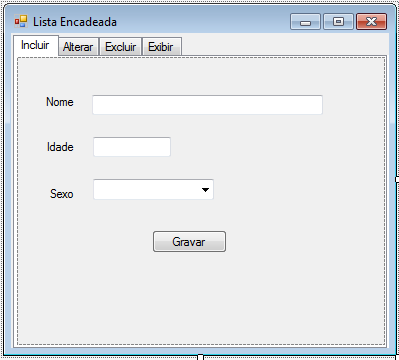 Lista Encadeada
Incluir Alterar Excluir Exibir
Nome
Idade
Sexo
Gravar